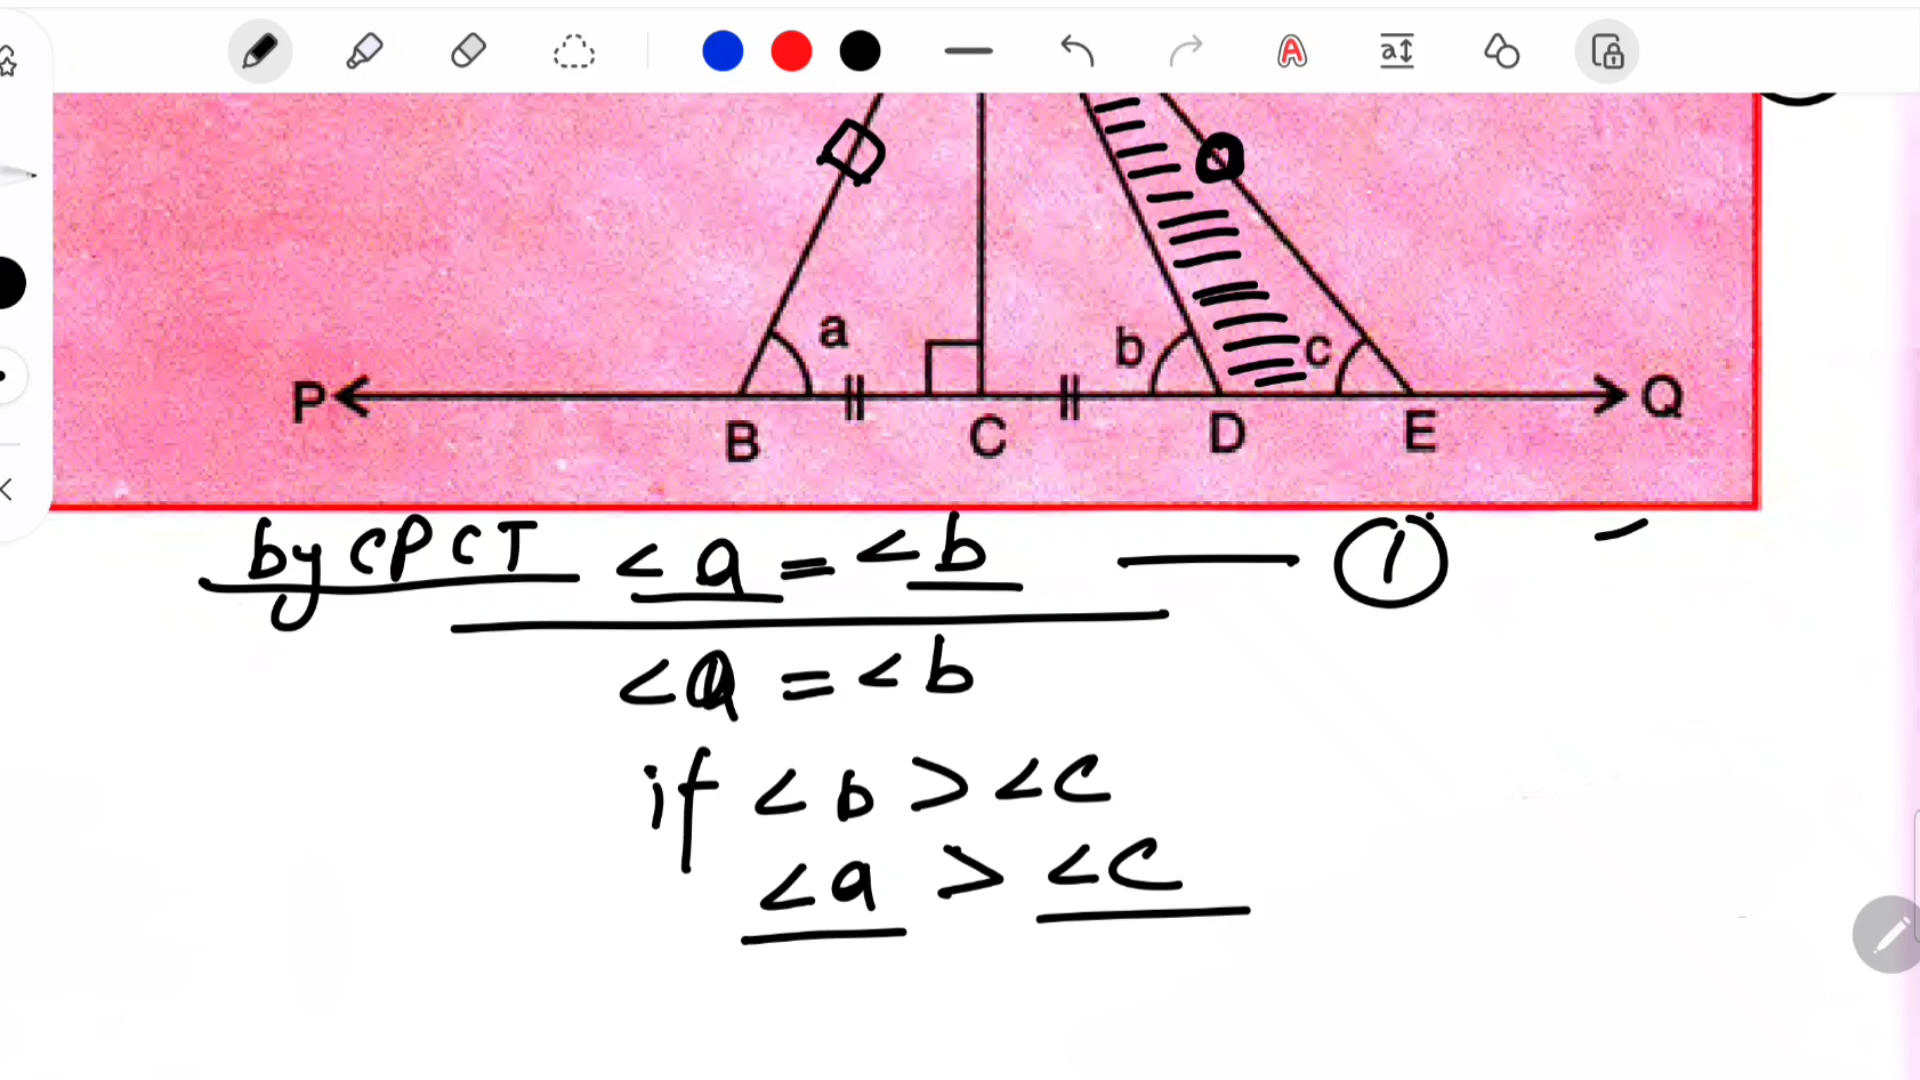 a b c
P B C D E Q
by CPCT <a = <b — 1
<a = <b
if <b > <c
<a > <c